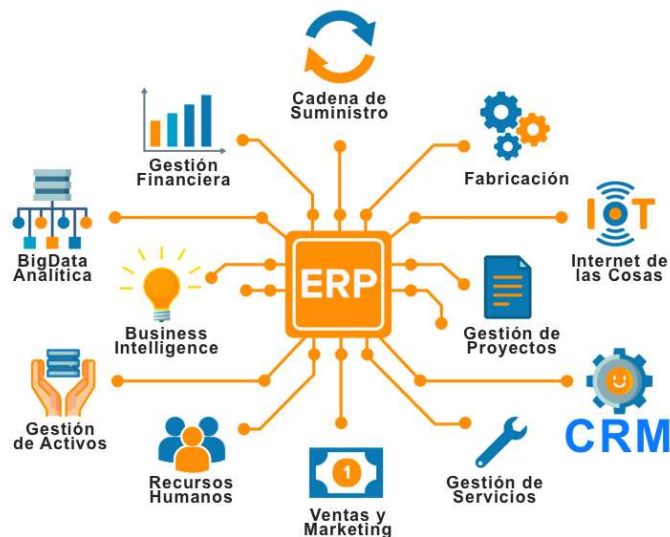 Cadena de
Suministro
Gestión
Financiera
Fabricación
BigData
Analítica
IOT
Internet de
las Cosas
ERP
Business
Intelligence
Gestión de
Proyectos
Gestión
de Activos
CRM
Recursos
Humanos
1
Ventas y
Marketing
Gestión de
Servicios